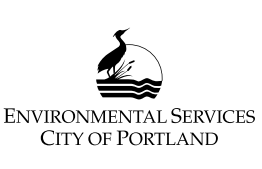 ENVIRONMENTAL SERVICES
CITY OF PORTLAND